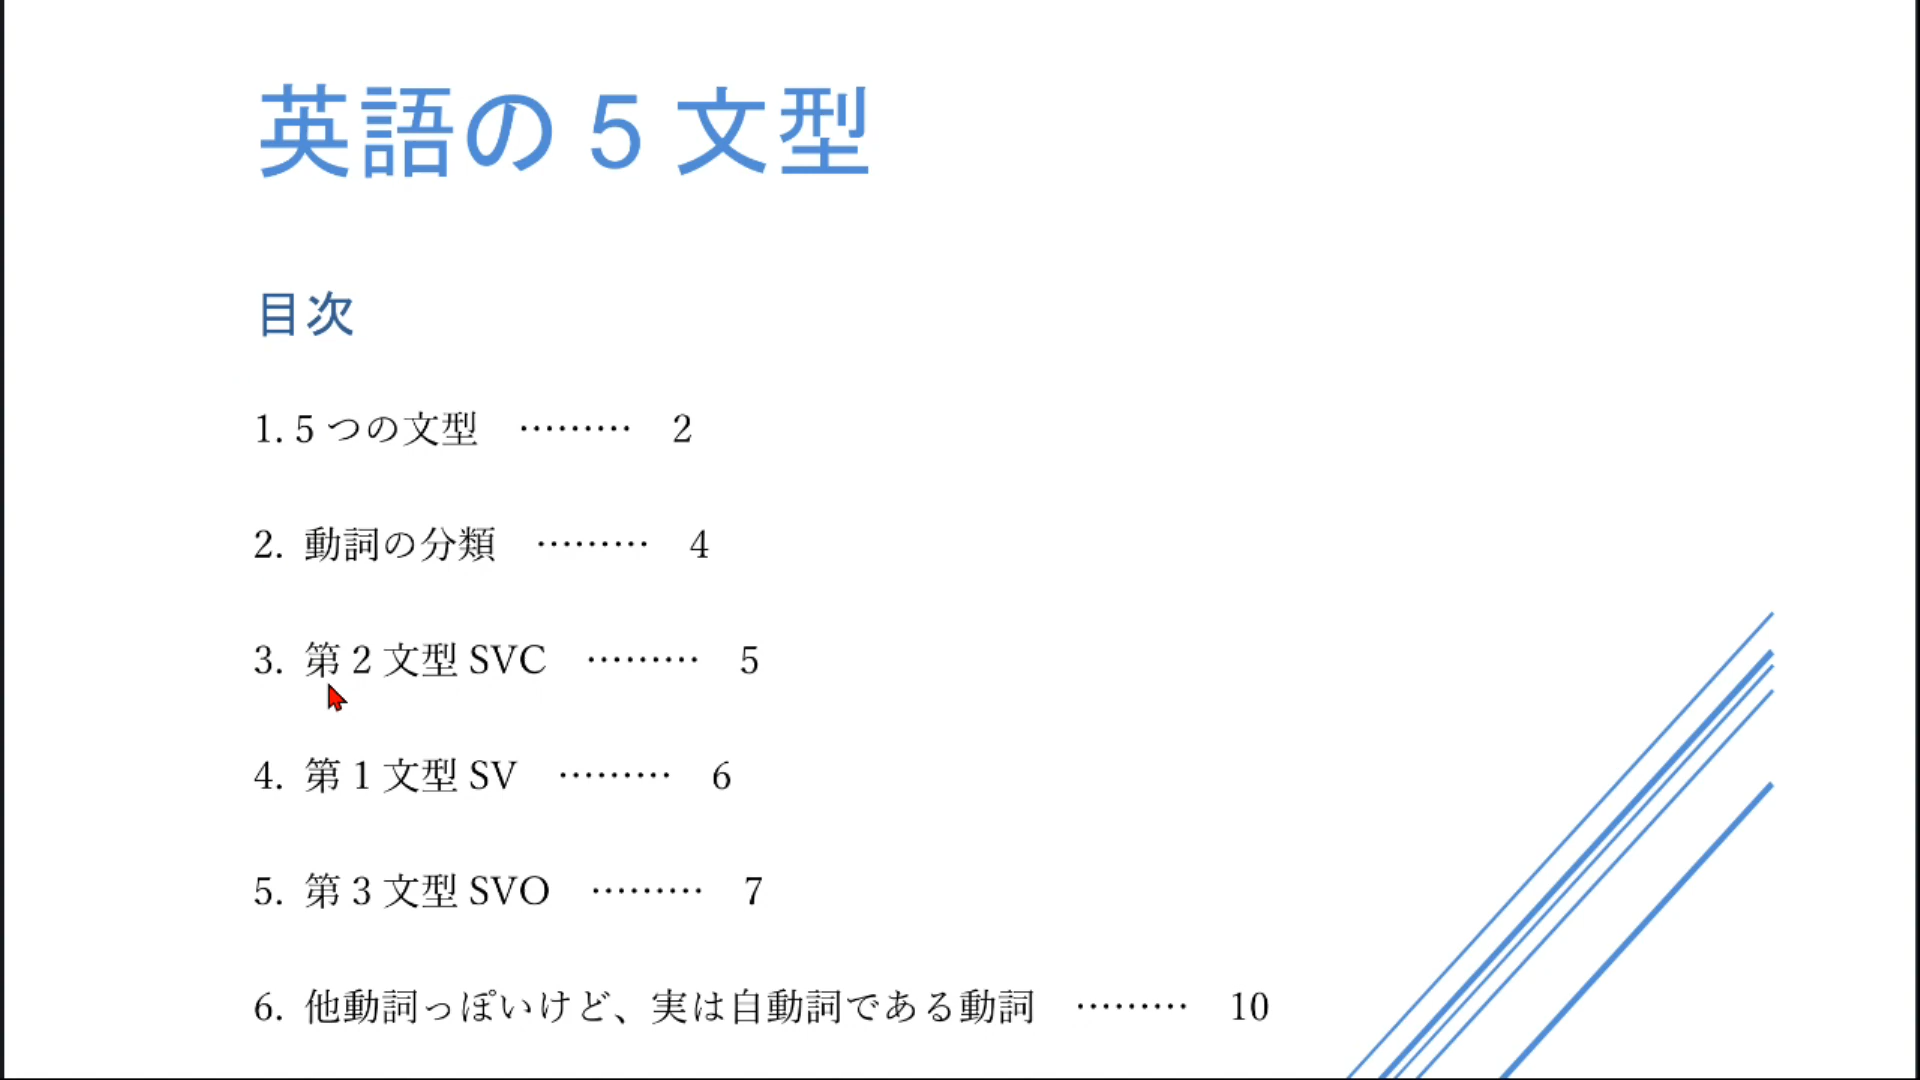 英語の 5 文型
目次
1. 5 つの文型　………　2
2. 動詞の分類　………　4
3. 第 2 文型 SVC　………　5
4. 第 1 文型 SV　………　6
5. 第 3 文型 SVO　………　7
6. 他動詞っぽいけど、実は自動詞である動詞　………　10